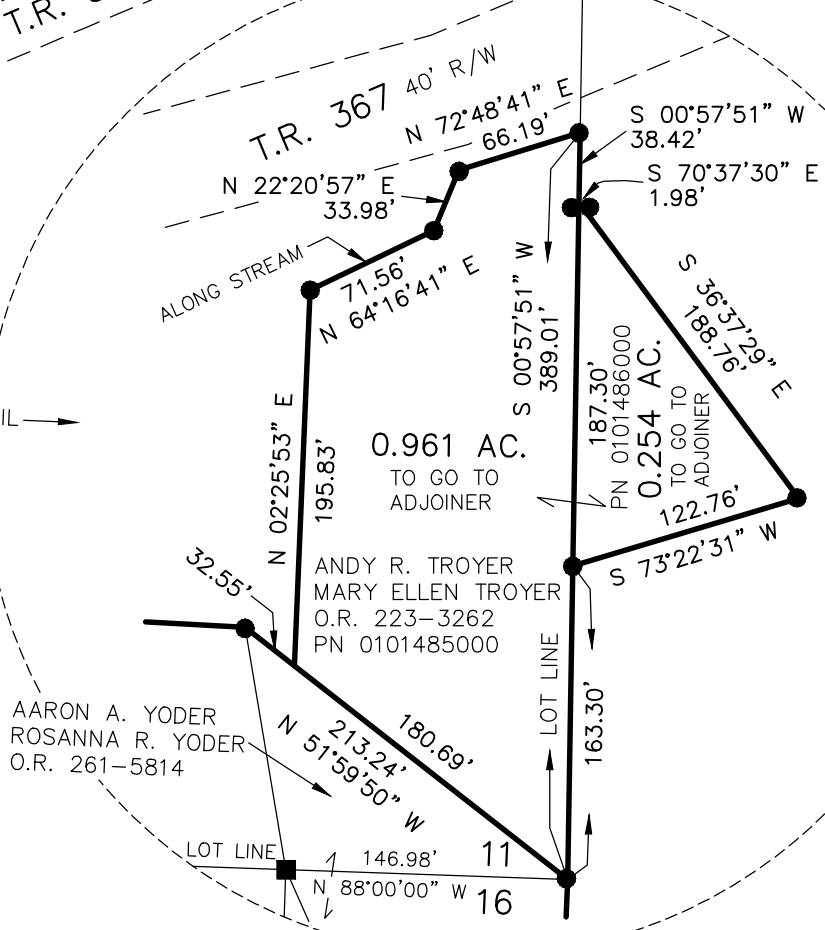 T.R.
T.R. 367 40' R/W
N 72°48'41" E
66.19'
S 00°57'51" W
38.42'
S 70°37'30" E
1.98'
N 22°20'57" E
33.98'
ALONG STREAM
71.56'
N 64°16'41" E
S 00°57'51" W
389.01'
S 36°37'29" E
188.76'
187.30'
PN 0101486000
0.254 AC.
TO GO TO
ADJOINER
IL
N 02°25'53" E
195.83'
0.961 AC.
TO GO TO
ADJOINER
122.76'
S 73°22'31" W
32.55'
ANDY R. TROYER
MARY ELLEN TROYER
O.R. 223-3262
PN 0101485000
LOT LINE
163.30'
AARON A. YODER
ROSANNA R. YODER
O.R. 261-5814
180.69'
213.24'
N 51°59'50" W
LOT LINE
146.98'
11
N 88°00'00" W
16